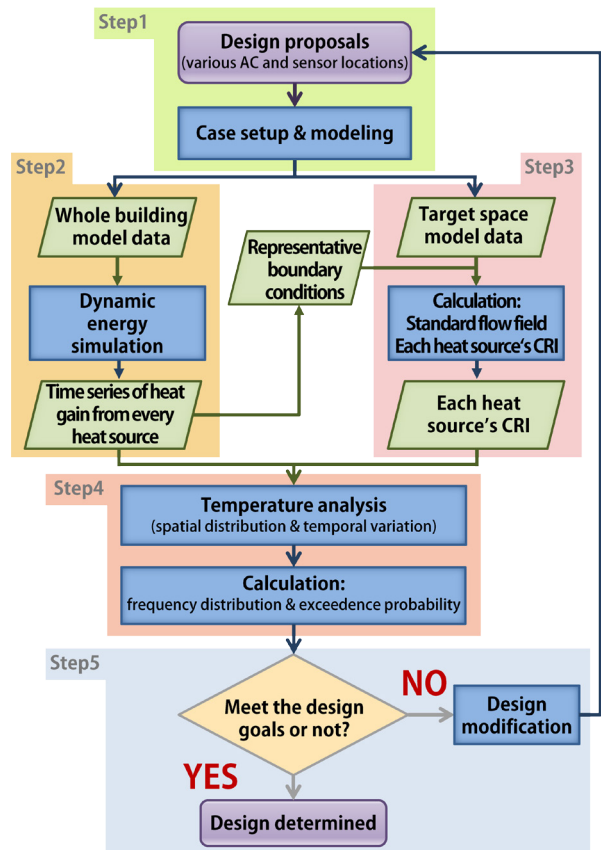 Step1
Design proposals
(various AC and sensor locations)
Case setup & modeling
Step2
Whole building
model data
Dynamic
energy
simulation
Time series of heat
gain from every
heat source
Representative
boundary
conditions
Step3
Target space
model data
Calculation:
Standard flow field
Each heat source's CRI
Each heat
source's CRI
Step4
Temperature analysis
(spatial distribution & temporal variation)
Calculation:
frequency distribution & exceedence probability
Step5
Meet the design
goals or not?
NO
Design
modification
YES
Design determined